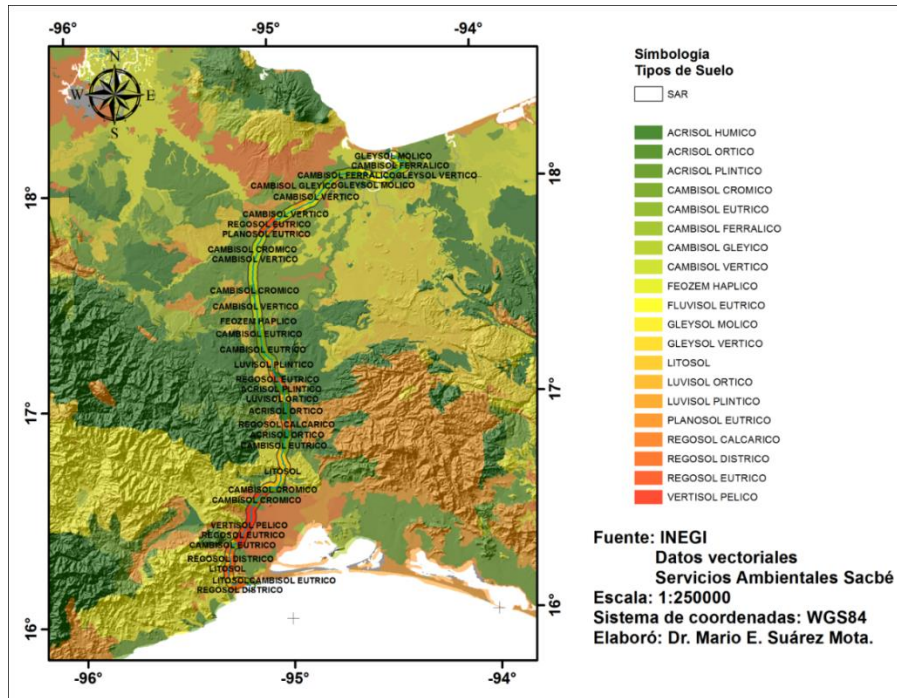 -96°
-95°
-94°
N
W
E
S
18°
17°
16°
18°
17°
16°
-96°
-95°
-94°
GLEYSOL MOLICO
CAMBISOL FERRALICO
CAMBISOL FERRALICO GLEYSOL VERTICO
CAMBISOL GLEYICO GLEYSOL MOLICO
CAMBISOL VERTICO
CAMBISOL VERTICO
REGOSOL EUTRICO
PLANOSOL EUTRICO
CAMBISOL CROMICO
CAMBISOL VERTICO
CAMBISOL CROMICO
CAMBISOL VERTICO
FEOZEM HAPLICO
CAMBISOL EUTRICO
CAMBISOL EUTRICO
LUVISOL PLINTICO
REGOSOL EUTRICO
ACRISOL PLINTICO
LUVISOL ORTICO
ACRISOL ORTICO
REGOSOL CALCARICO
ACRISOL ORTICO
CAMBISOL EUTRICO
LITOSOL
CAMBISOL CROMICO
CAMBISOL CROMICO
VERTISOL PELICO
REGOSOL EUTRICO
CAMBISOL EUTRICO
REGOSOL DISTRICO
LITOSOL
LITOSOL CAMBISOL EUTRICO
REGOSOL DISTRICO
Simbología
Tipos de Suelo
SAR
ACRISOL HUMICO
ACRISOL ORTICO
ACRISOL PLINTICO
CAMBISOL CROMICO
CAMBISOL EUTRICO
CAMBISOL FERRALICO
CAMBISOL GLEYICO
CAMBISOL VERTICO
FEOZEM HAPLICO
FLUVISOL EUTRICO
GLEYSOL MOLICO
GLEYSOL VERTICO
LITOSOL
LUVISOL ORTICO
LUVISOL PLINTICO
PLANOSOL EUTRICO
REGOSOL CALCARICO
REGOSOL DISTRICO
REGOSOL EUTRICO
VERTISOL PELICO
Fuente: INEGI
Datos vectoriales
Servicios Ambientales Sacbé
Escala: 1:250000
Sistema de coordenadas: WGS84
Elaboró: Dr. Mario E. Suárez Mota.